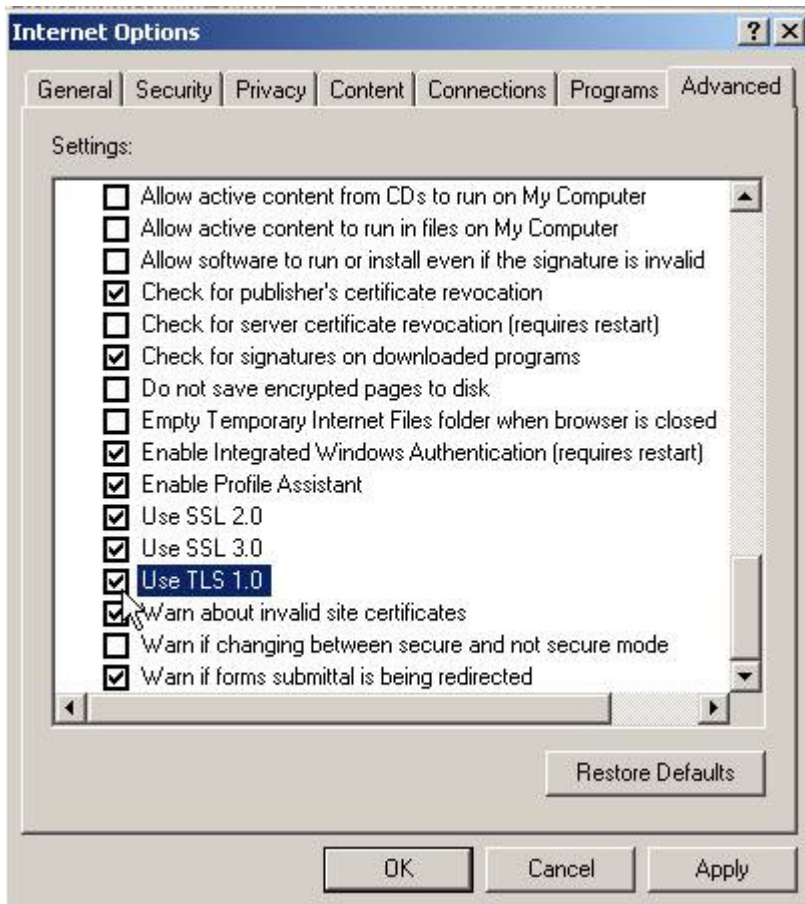 Internet Options
General Security Privacy Content Connections Programs Advanced
Settings:
Allow active content from CDs to run on My Computer
Allow active content to run in files on My Computer
Allow software to run or install even if the signature is invalid
Check for publisher's certificate revocation
Check for server certificate revocation (requires restart)
Check for signatures on downloaded programs
Do not save encrypted pages to disk
Empty Temporary Internet Files folder when browser is closed
Enable Integrated Windows Authentication (requires restart)
Enable Profile Assistant
Use SSL 2.0
Use SSL 3.0
Use TLS 1.0
Warn about invalid site certificates
Warn if changing between secure and not secure mode
Warn if forms submittal is being redirected
Restore Defaults
OK Cancel Apply